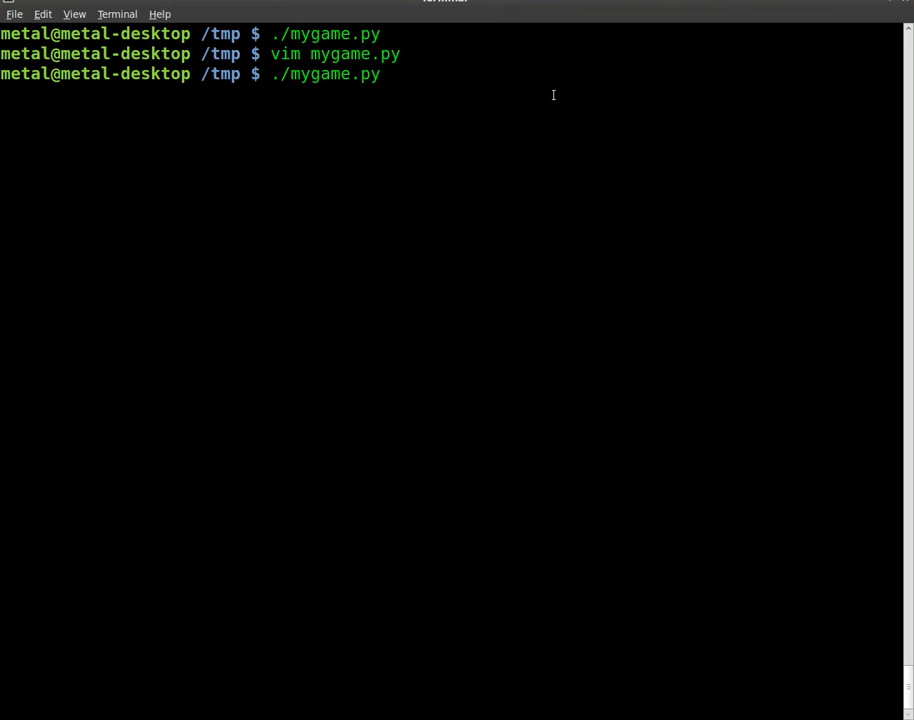 File Edit View Terminal Help
metal@metal-desktop /tmp $ ./mygame.py
metal@metal-desktop /tmp $ vim mygame.py
metal@metal-desktop /tmp $ ./mygame.py